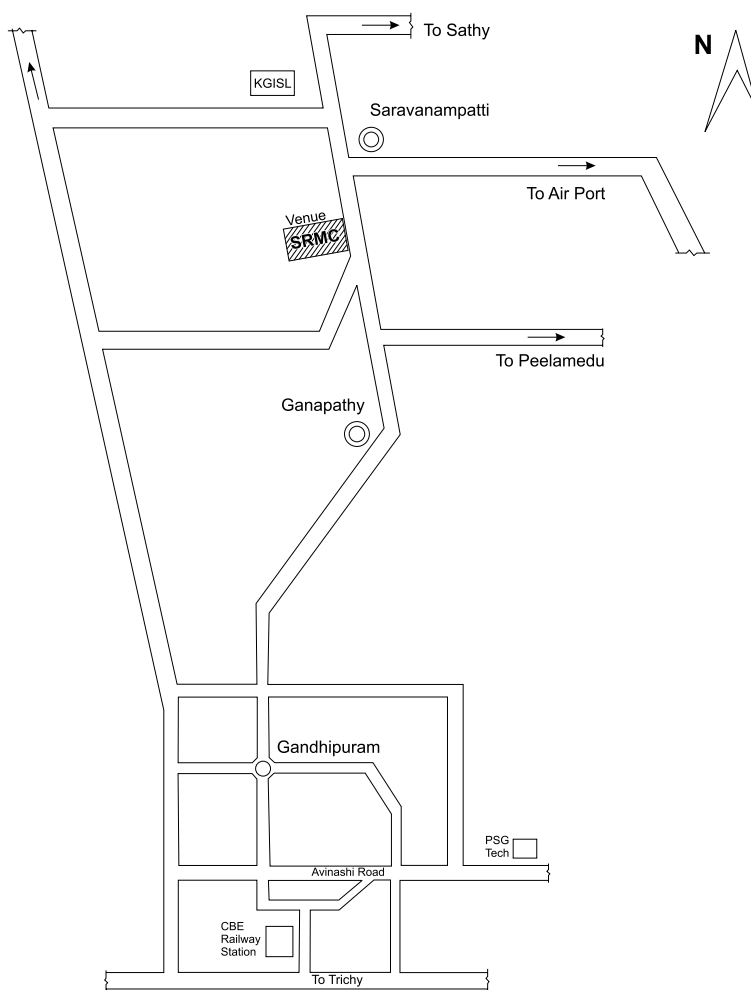 To Sathy
N
KGISL
Saravanampatti
To Air Port
Venue
SRMC
To Peelamedu
Ganapathy
Gandhipuram
PSG
Tech
Avinashi Road
CBE
Railway
Station
To Trichy